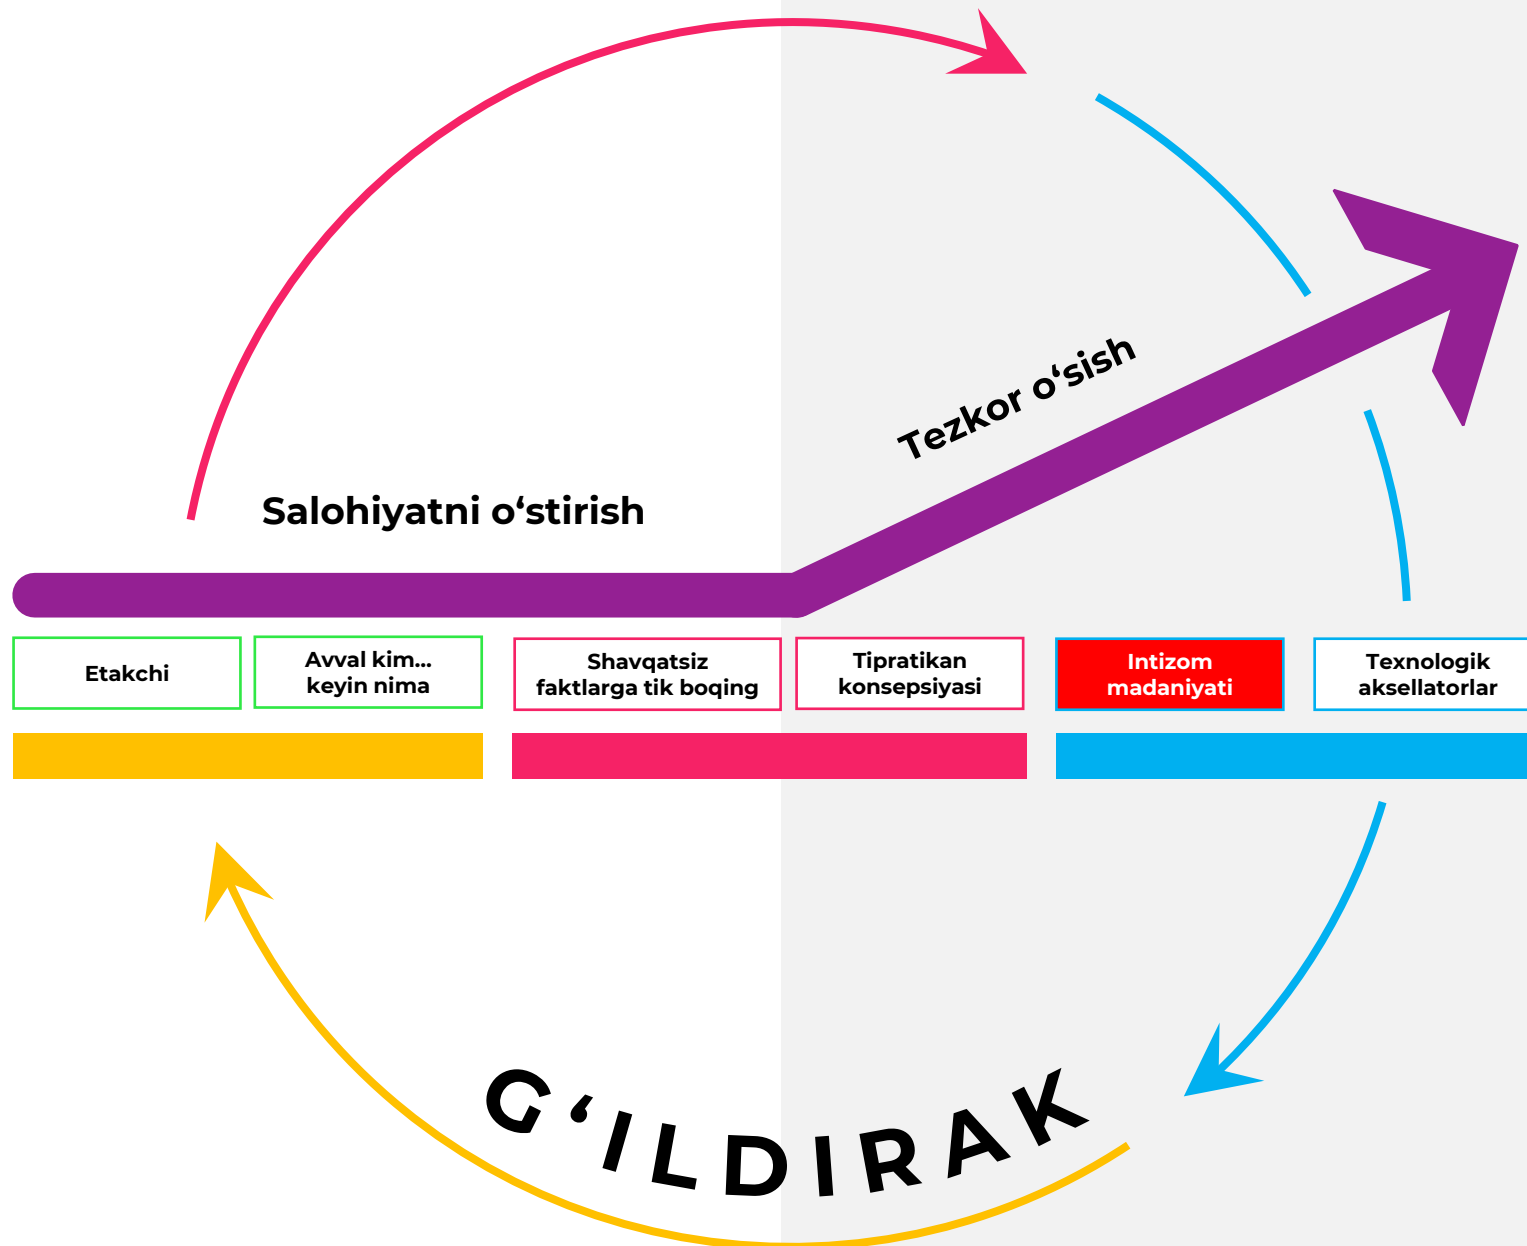 Tezkor o‘sish
Salohiyatni o‘stirish
Etakchi
Avval kim...
keyin nima
Shavqatsiz
faktlarga tik boqing
Tipratikan
konsepsiyasi
Intizom
madaniyati
Texnologik
aksellatorlar
G‘ILDIRAK